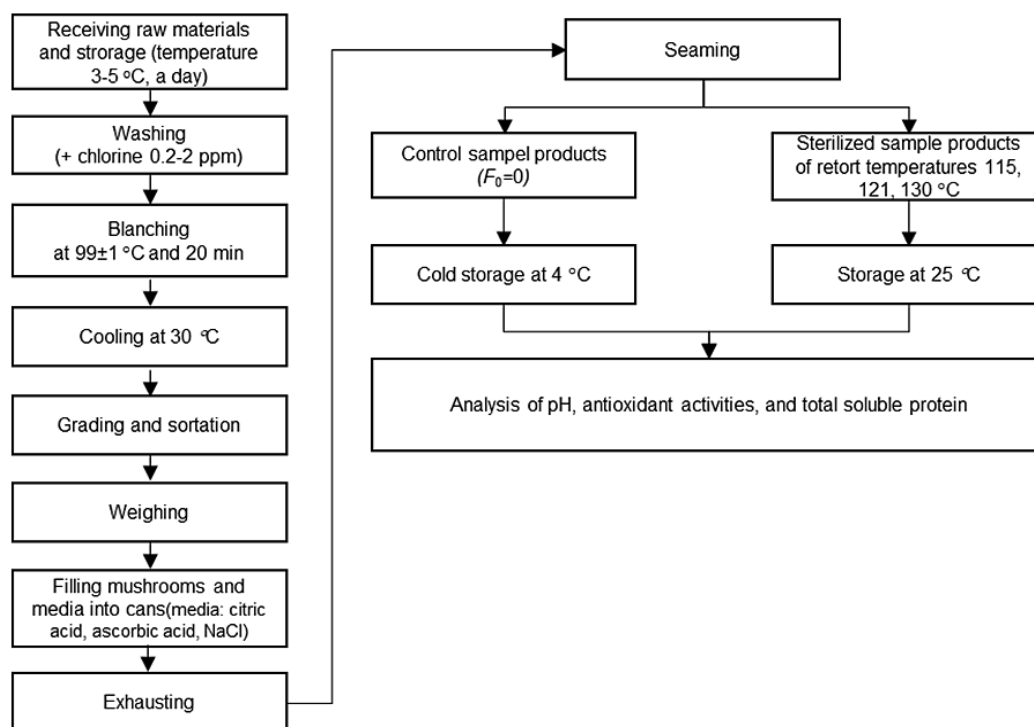 Receiving raw materials
and strorage (temperature
3-5 °C, a day)
Washing
(+ chlorine 0.2-2 ppm)
Blanching
at 99±1 °C and 20 min
Cooling at 30 °C
Grading and sortation
Weighing
Filling mushrooms and
media into cans(media: citric
acid, ascorbic acid, NaCl)
Exhausting
Seaming
Control sampel products
(F₀=0)
Sterilized sample products
of retort temperatures 115,
121, 130 °C
Cold storage at 4 °C
Storage at 25 °C
Analysis of pH, antioxidant activities, and total soluble protein